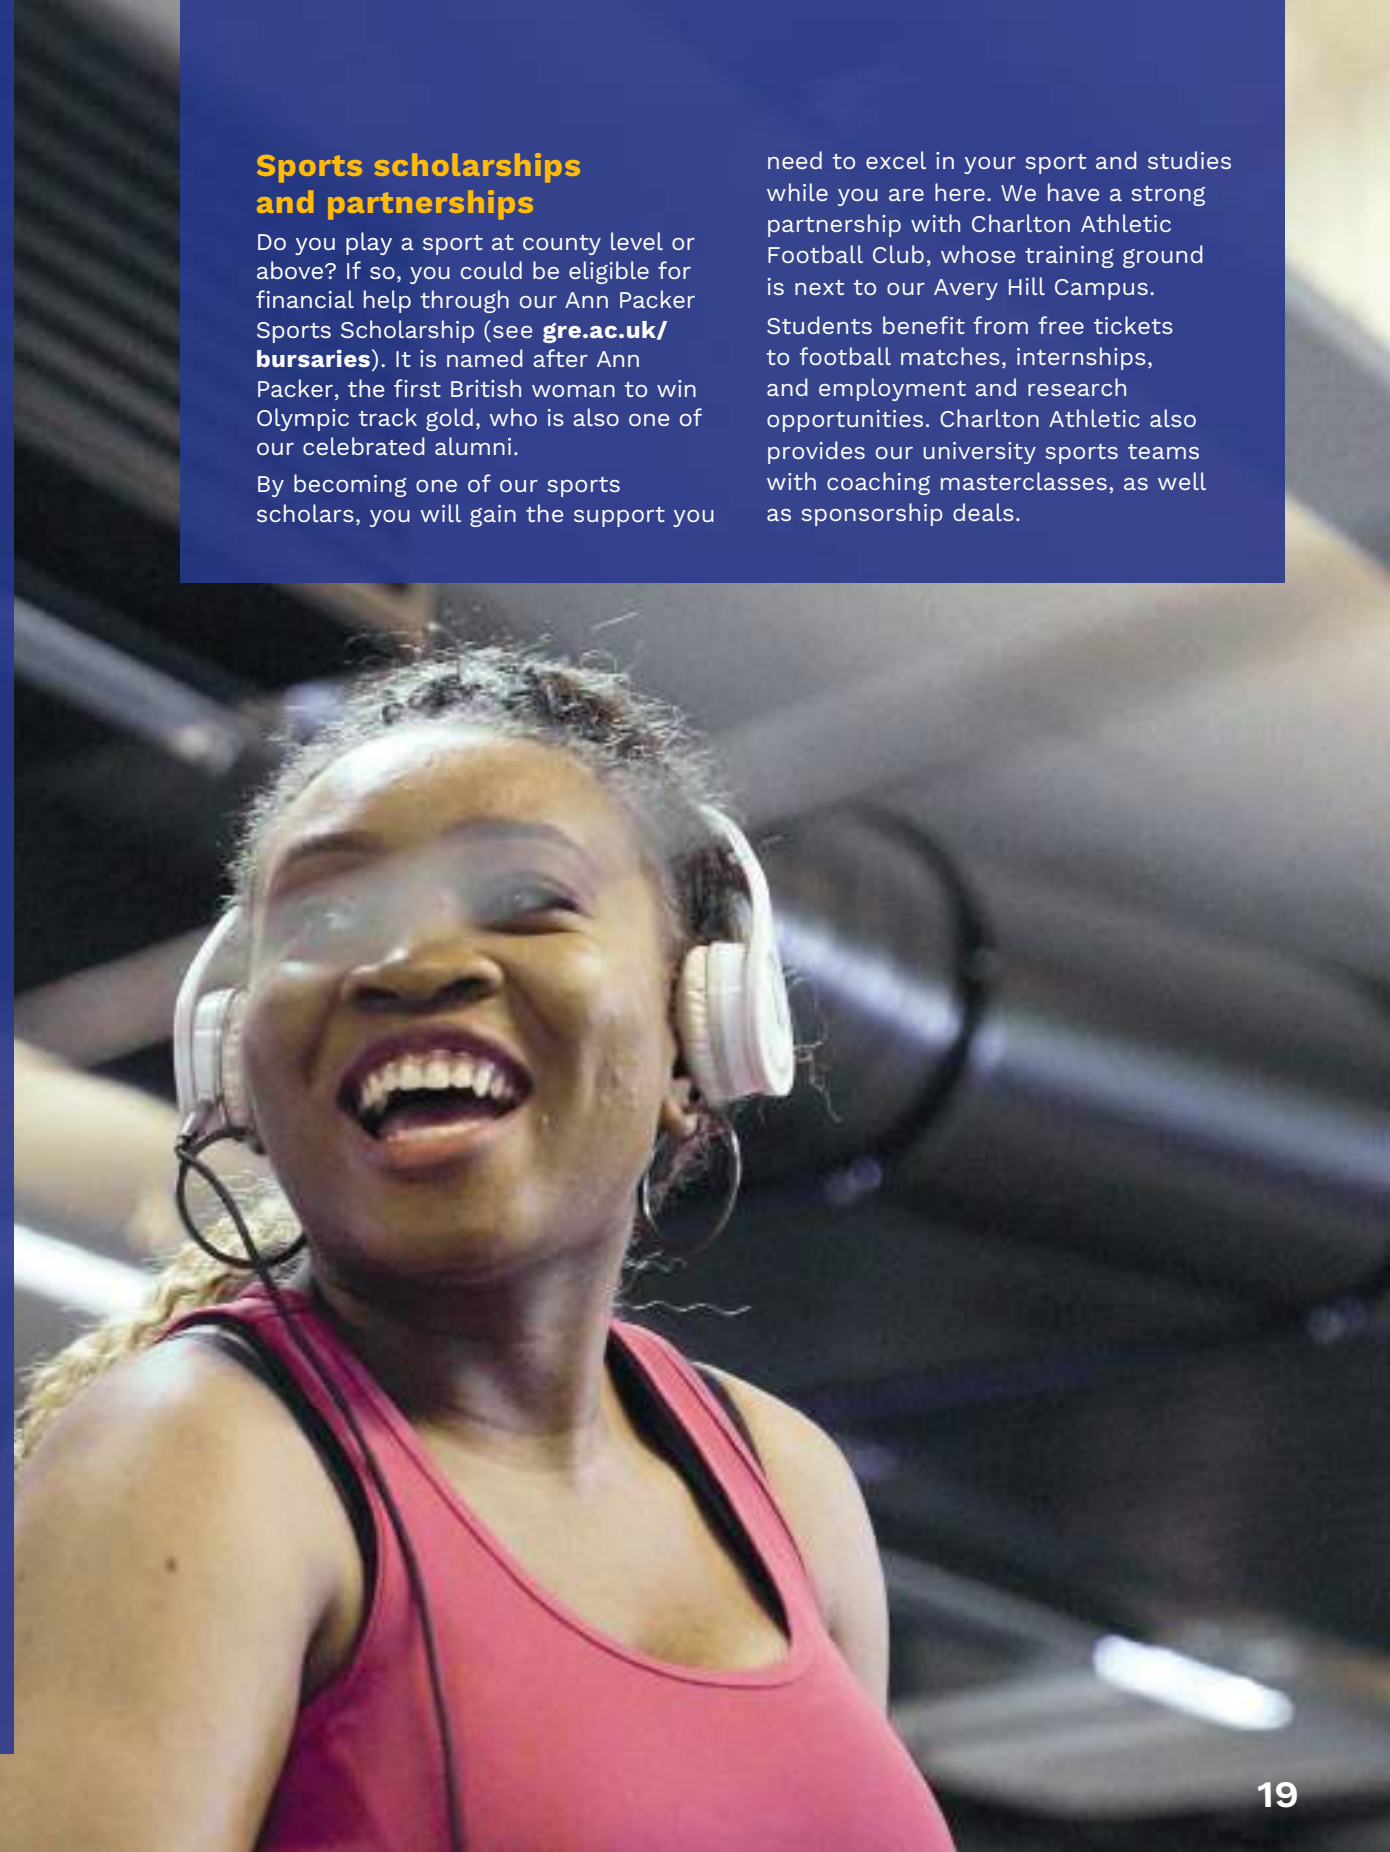 Sports scholarships
and partnerships
Do you play a sport at county level or
above? If so, you could be eligible for
financial help through our Ann Packer
Sports Scholarship (see gre.ac.uk/
bursaries). It is named after Ann
Packer, the first British woman to win
Olympic track gold, who is also one of
our celebrated alumni.
By becoming one of our sports
scholars, you will gain the support you
need to excel in your sport and studies
while you are here. We have a strong
partnership with Charlton Athletic
Football Club, whose training ground
is next to our Avery Hill Campus.
Students benefit from free tickets
to football matches, internships,
and employment and research
opportunities. Charlton Athletic also
provides our university sports teams
with coaching masterclasses, as well
as sponsorship deals.
19